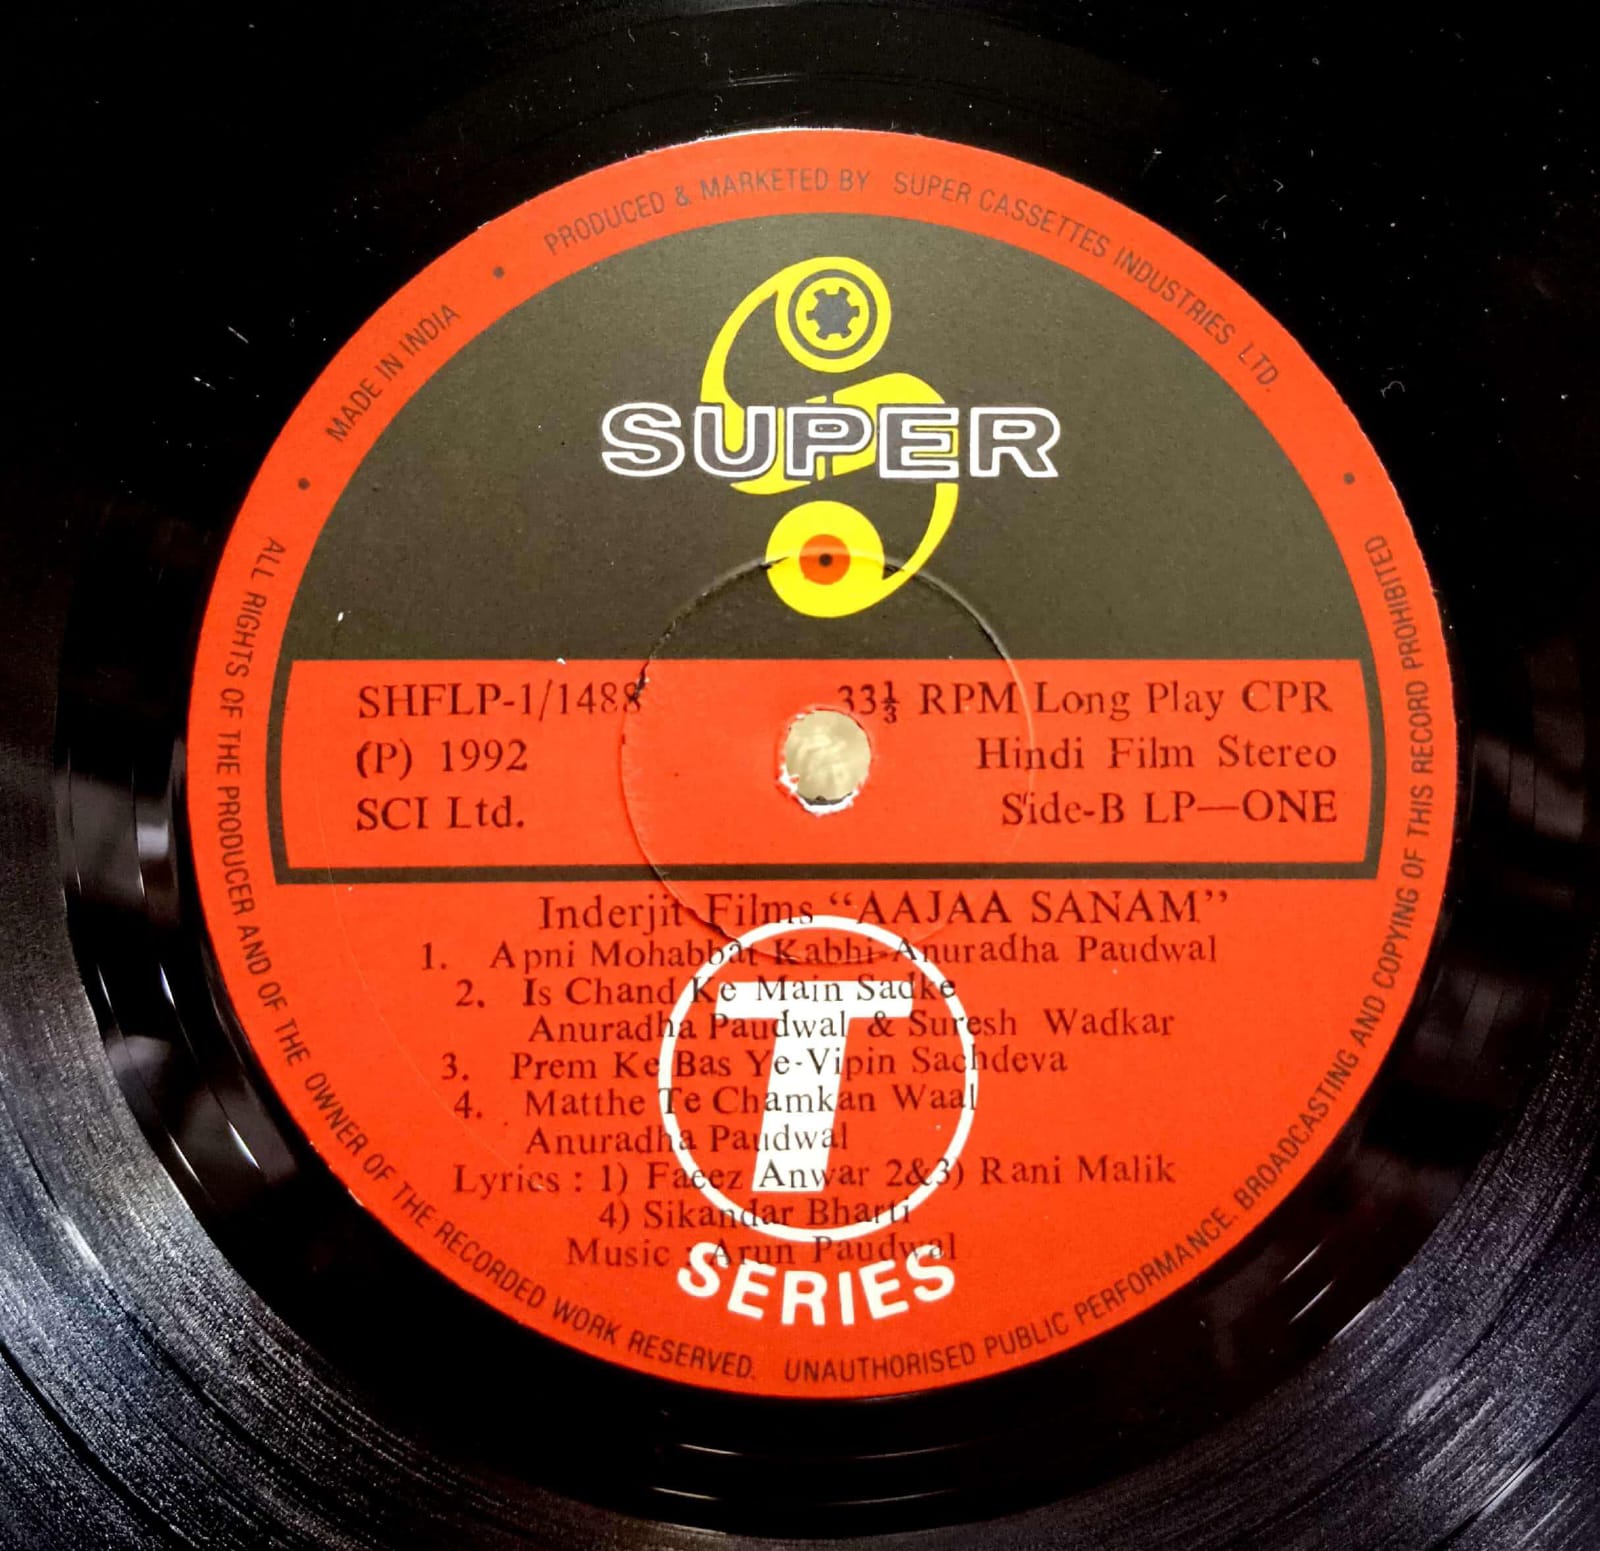 MADE IN INDIA • PRODUCED & MARKETED BY SUPER CASSETTES INDUSTRIES LTD. •
SUPER
SHFLP-1/1488 33⅓ RPM Long Play CPR
(P) 1992 Hindi Film Stereo
SCI Ltd. Side-B LP—ONE
Inderjit Films “AAJAA SANAM”
1. Apni Mohabbat Kabhi-Anuradha Paudwal
2. Is Chand Ke Main Sadke
Anuradha Paudwal & Suresh Wadkar
3. Prem Ke Bas Ye-Vipin Sachdeva
4. Matthe Te Chamkan Waal
Anuradha Paudwal
Lyrics : 1) Faeez Anwar 2&3) Rani Malik
4) Sikandar Bharti
Music : Arun Paudwal
T
SERIES
• ALL RIGHTS OF THE PRODUCER AND OF THE OWNER OF THE RECORDED WORK RESERVED. UNAUTHORISED PUBLIC PERFORMANCE. BROADCASTING AND COPYING OF THIS RECORD PROHIBITED